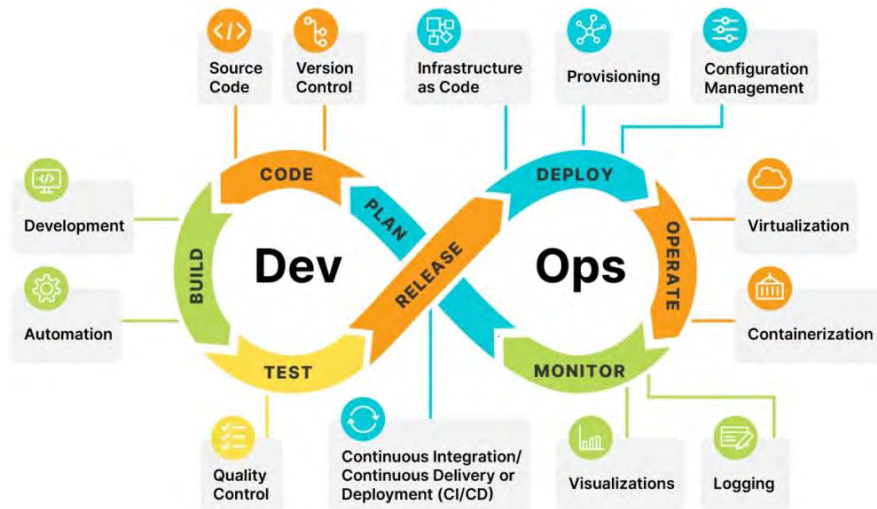 </>
Source
Code
Version
Control
Infrastructure
as Code
Provisioning
Configuration
Management
CODE
PLAN
BUILD
TEST
RELEASE
DEPLOY
OPERATE
MONITOR
Dev
Ops
Development
Automation
Virtualization
Containerization
Quality
Control
Continuous Integration/
Continuous Delivery or
Deployment (CI/CD)
Visualizations
Logging